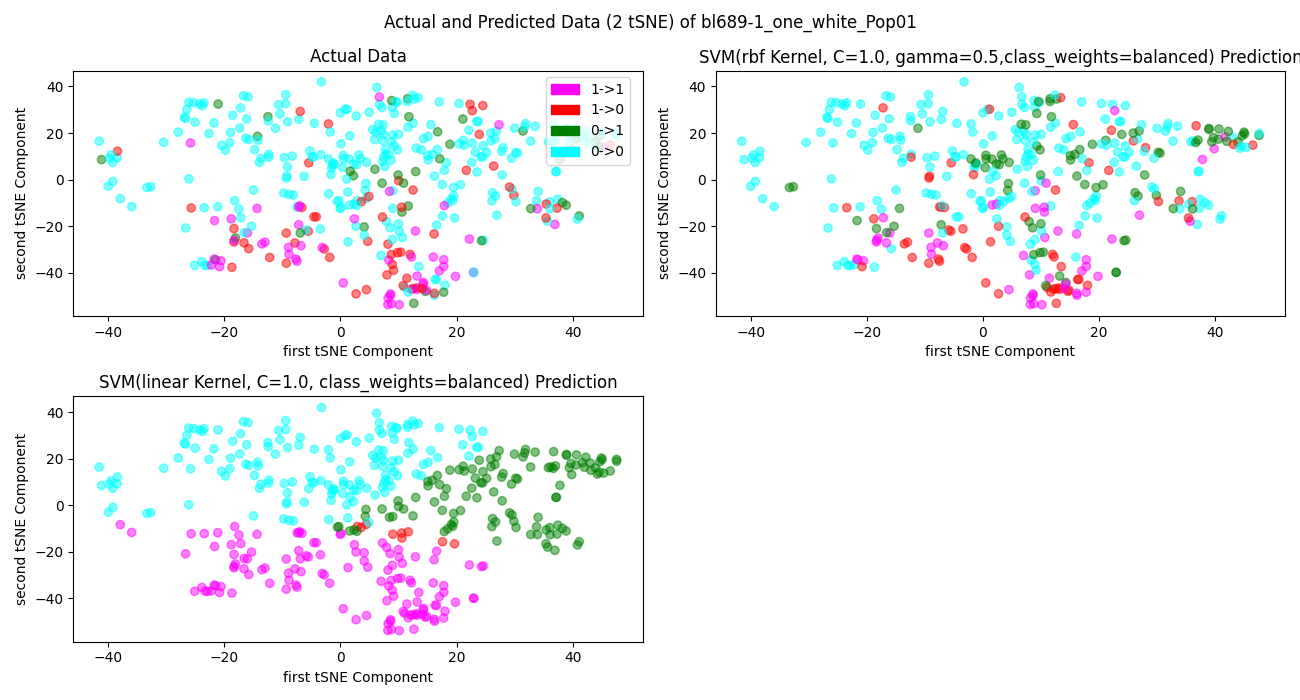 Actual and Predicted Data (2 tSNE) of bl689-1_one_white_Pop01
Actual Data
second tSNE Component
40
20
0
−20
−40
1->1
1->0
0->1
0->0
−40 −20 0 20 40
first tSNE Component
SVM(rbf Kernel, C=1.0, gamma=0.5,class_weights=balanced) Prediction
second tSNE Component
40
20
0
−20
−40
−40 −20 0 20 40
first tSNE Component
SVM(linear Kernel, C=1.0, class_weights=balanced) Prediction
second tSNE Component
40
20
0
−20
−40
−40 −20 0 20 40
first tSNE Component